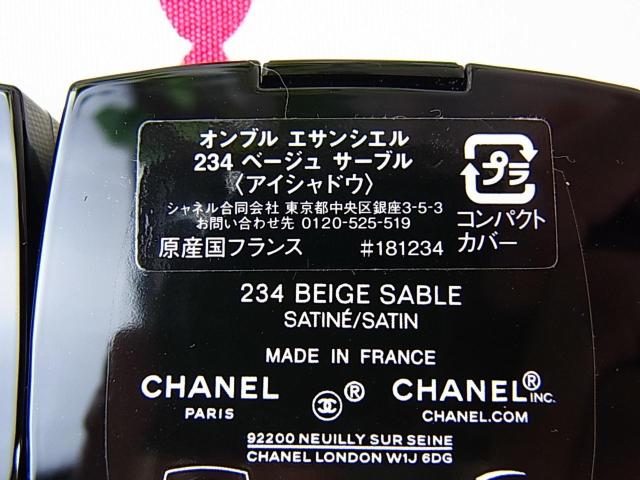 オンブル エサンシエル
234 ベージュ サーブル
〈アイシャドウ〉
シャネル合同会社 東京都中央区銀座3-5-3
お問い合わせ先 0120-525-519
原産国フランス #181234
プラ
コンパクト
カバー
234 BEIGE SABLE
SATINÉ/SATIN
MADE IN FRANCE
CHANEL ® CHANEL® INC.
PARIS CHANEL.COM
92200 NEUILLY SUR SEINE
CHANEL LONDON W1J 6DG